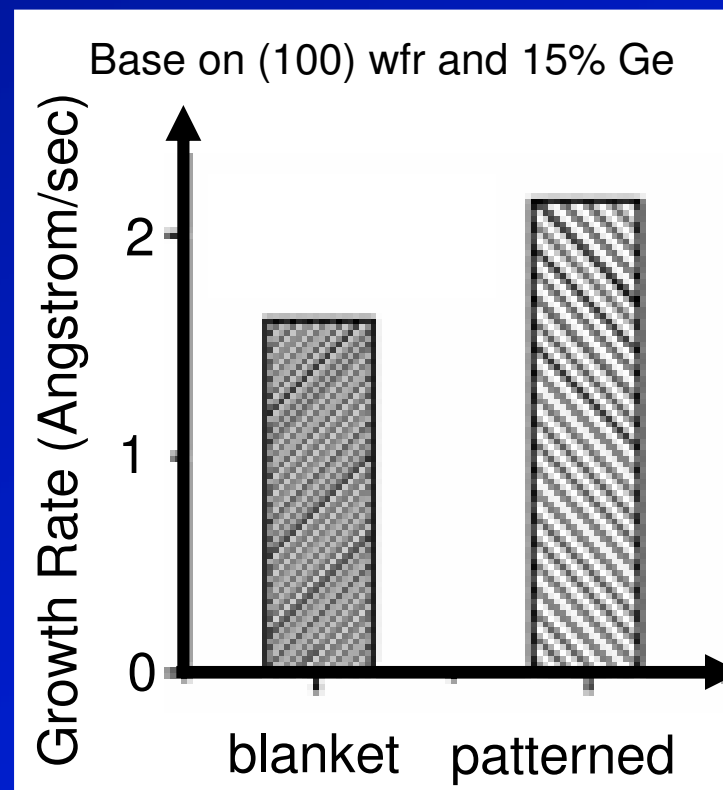 Base on (100) wfr and 15% Ge
Growth Rate (Angstrom/sec)
2
1
0
blanket patterned